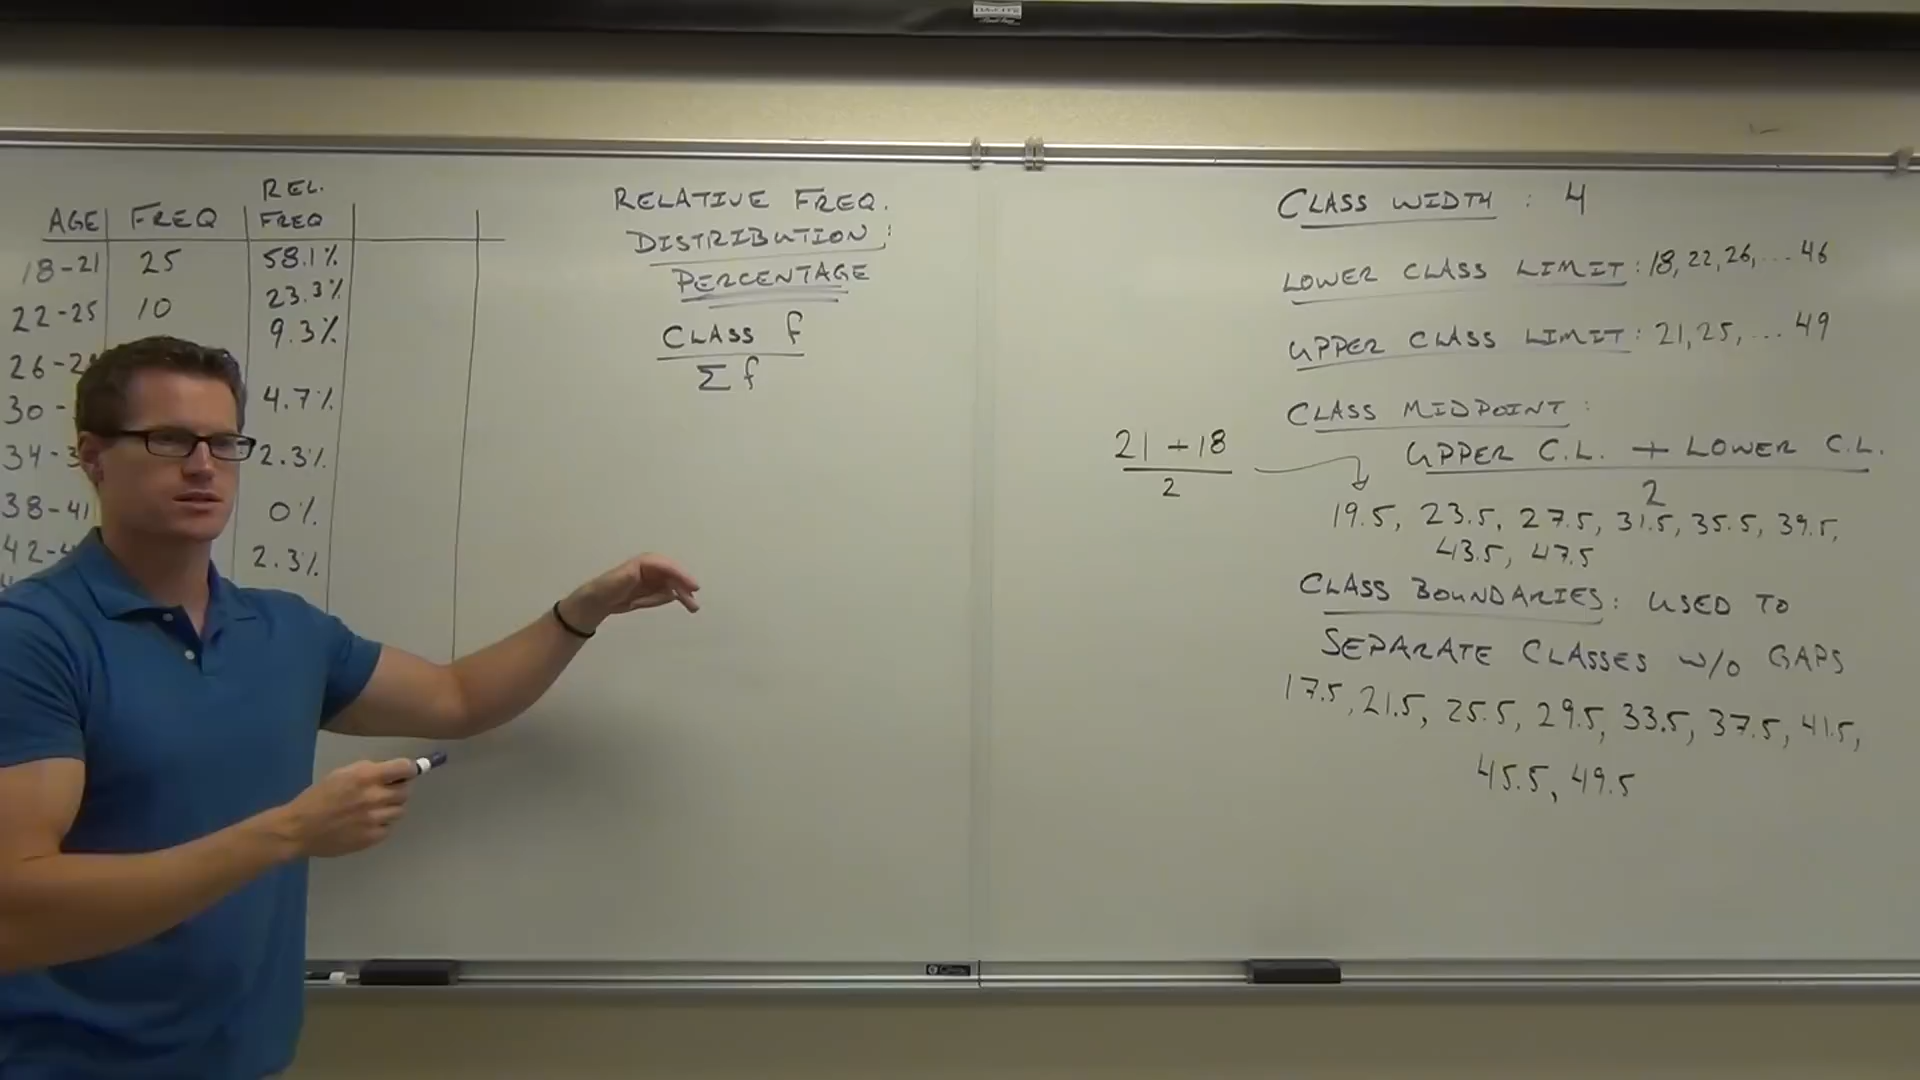 REL.
AGE FREQ FREQ
18-21 25 58.1%
22-25 10 23.3%
26-2 9.3%
30- 4.7%
34-3 2.3%
38-41 0%
42-4 2.3%
RELATIVE FREQ.
DISTRIBUTION:
PERCENTAGE
CLASS f
Σ f
CLASS WIDTH : 4
LOWER CLASS LIMIT: 18, 22, 26, ... 46
UPPER CLASS LIMIT: 21, 25, ... 49
CLASS MIDPOINT:
UPPER C.L. + LOWER C.L.
2
21 + 18
2
19.5, 23.5, 27.5, 31.5, 35.5, 39.5,
43.5, 47.5
CLASS BOUNDARIES: USED TO
SEPARATE CLASSES W/O GAPS
17.5, 21.5, 25.5, 29.5, 33.5, 37.5, 41.5,
45.5, 49.5